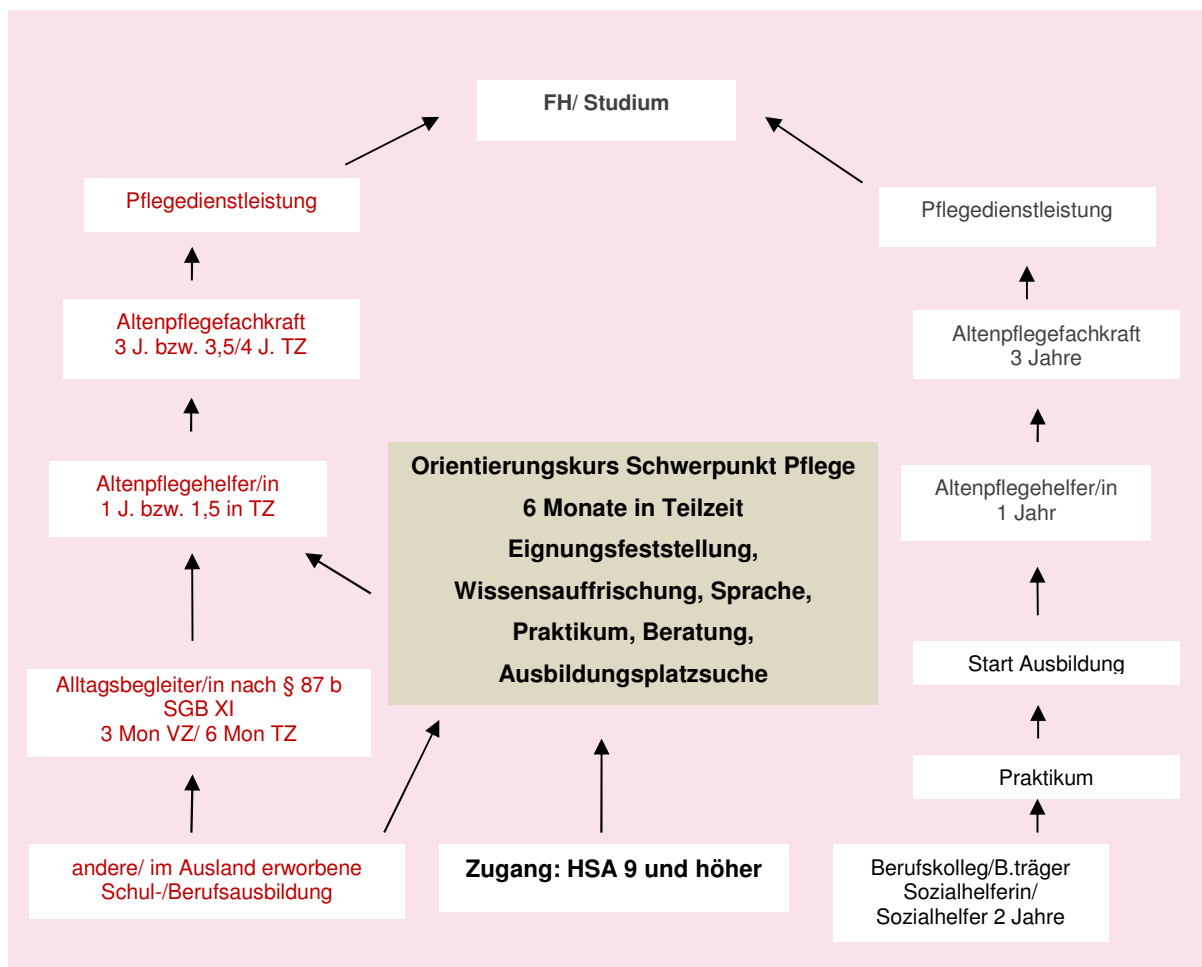 FH/ Studium
Pflegedienstleistung
Pflegedienstleistung
Altenpflegefachkraft
3 J. bzw. 3,5/4 J. TZ
Altenpflegefachkraft
3 Jahre
Orientierungskurs Schwerpunkt Pflege
6 Monate in Teilzeit
Eignungsfeststellung,
Wissensauffrischung, Sprache,
Praktikum, Beratung,
Ausbildungsplatzsuche
Altenpflegehelfer/in
1 J. bzw. 1,5 in TZ
Altenpflegehelfer/in
1 Jahr
Alltagsbegleiter/in nach § 87 b
SGB XI
3 Mon VZ/ 6 Mon TZ
Start Ausbildung
Praktikum
andere/ im Ausland erworbene
Schul-/Berufsausbildung
Zugang: HSA 9 und höher
Berufskolleg/B.träger
Sozialhelferin/
Sozialhelfer 2 Jahre